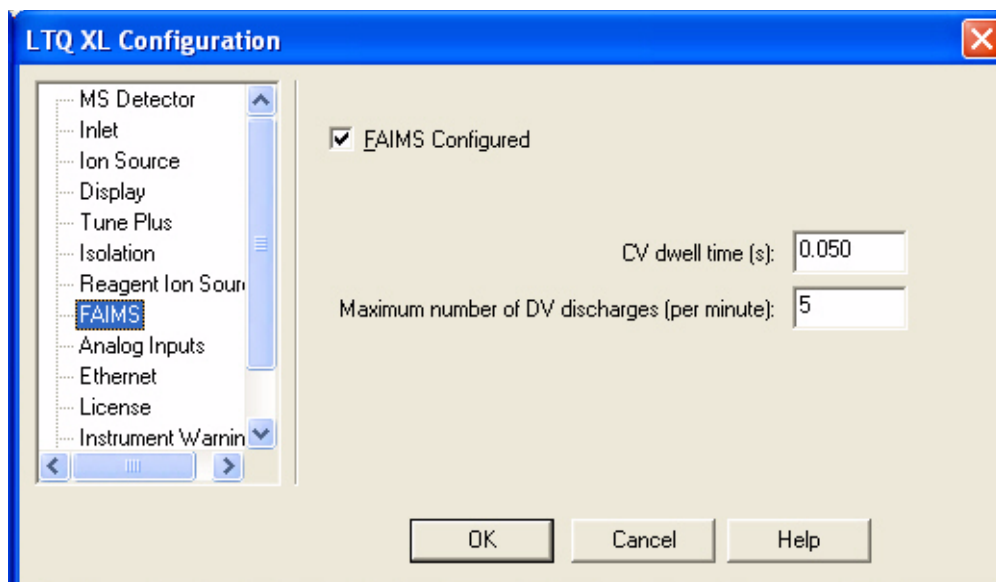 LTQ XL Configuration
MS Detector
Inlet
Ion Source
Display
Tune Plus
Isolation
Reagent Ion Sour
FAIMS
Analog Inputs
Ethernet
License
Instrument Warnin
FAIMS Configured
CV dwell time (s): 0.050
Maximum number of DV discharges (per minute): 5
OK Cancel Help